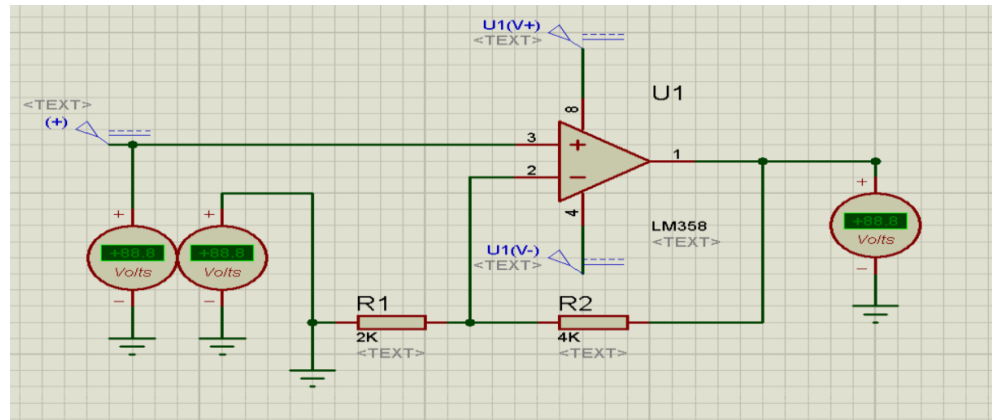 U1(V+)
<TEXT>
<TEXT>
(+)
U1
8
3
+
2
−
1
4
LM358
<TEXT>
U1(V-)
<TEXT>
+
+88.8
Volts
−
+
+88.8
Volts
−
+
+88.8
Volts
−
R1
2K
<TEXT>
R2
4K
<TEXT>